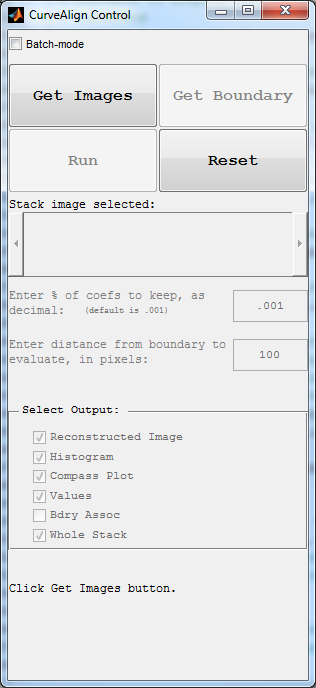 CurveAlign Control
Batch-mode
Get Images
Get Boundary
Run
Reset
Stack image selected:
Enter % of coefs to keep, as
decimal: (default is .001)
.001
Enter distance from boundary to
evaluate, in pixels:
100
Select Output:
Reconstructed Image
Histogram
Compass Plot
Values
Bdry Assoc
Whole Stack
Click Get Images button.